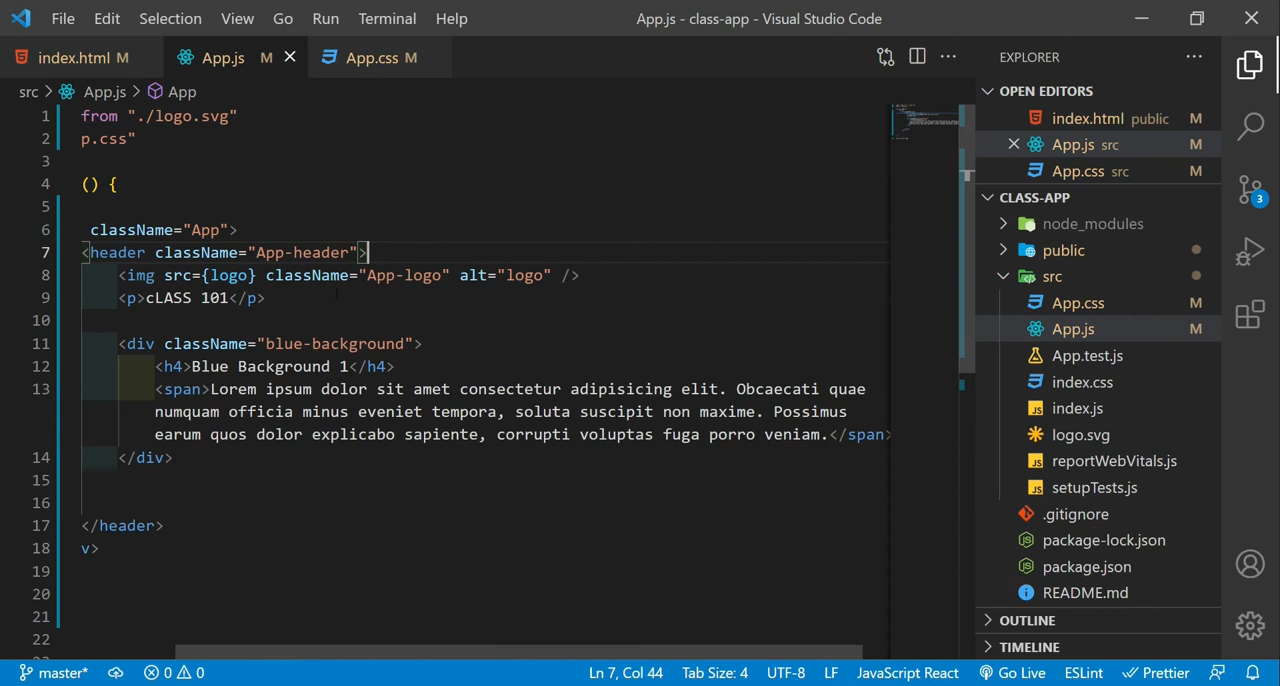 File Edit Selection View Go Run Terminal Help App.js - class-app - Visual Studio Code
index.html M App.js M App.css M EXPLORER
src > App.js > App
OPEN EDITORS
index.html public M
App.js src M
App.css src M
CLASS-APP
node_modules
public
src
App.css M
App.js M
App.test.js
index.css
index.js
logo.svg
reportWebVitals.js
setupTests.js
.gitignore
package-lock.json
package.json
README.md
OUTLINE
TIMELINE
3
1 from "./logo.svg"
2 p.css"
3
4 () {
5
6 className="App">
7 <header className="App-header">
8 <img src={logo} className="App-logo" alt="logo" />
9 <p>cLASS 101</p>
10
11 <div className="blue-background">
12 <h4>Blue Background 1</h4>
13 <span>Lorem ipsum dolor sit amet consectetur adipisicing elit. Obcaecati quae
numquam officia minus eveniet tempora, soluta suscipit non maxime. Possimus
earum quos dolor explicabo sapiente, corrupti voluptas fuga porro veniam.</span>
14 </div>
15
16
17 </header>
18 v>
19
20
21
22
master* 0 0 Ln 7, Col 44 Tab Size: 4 UTF-8 LF JavaScript React Go Live ESLint Prettier